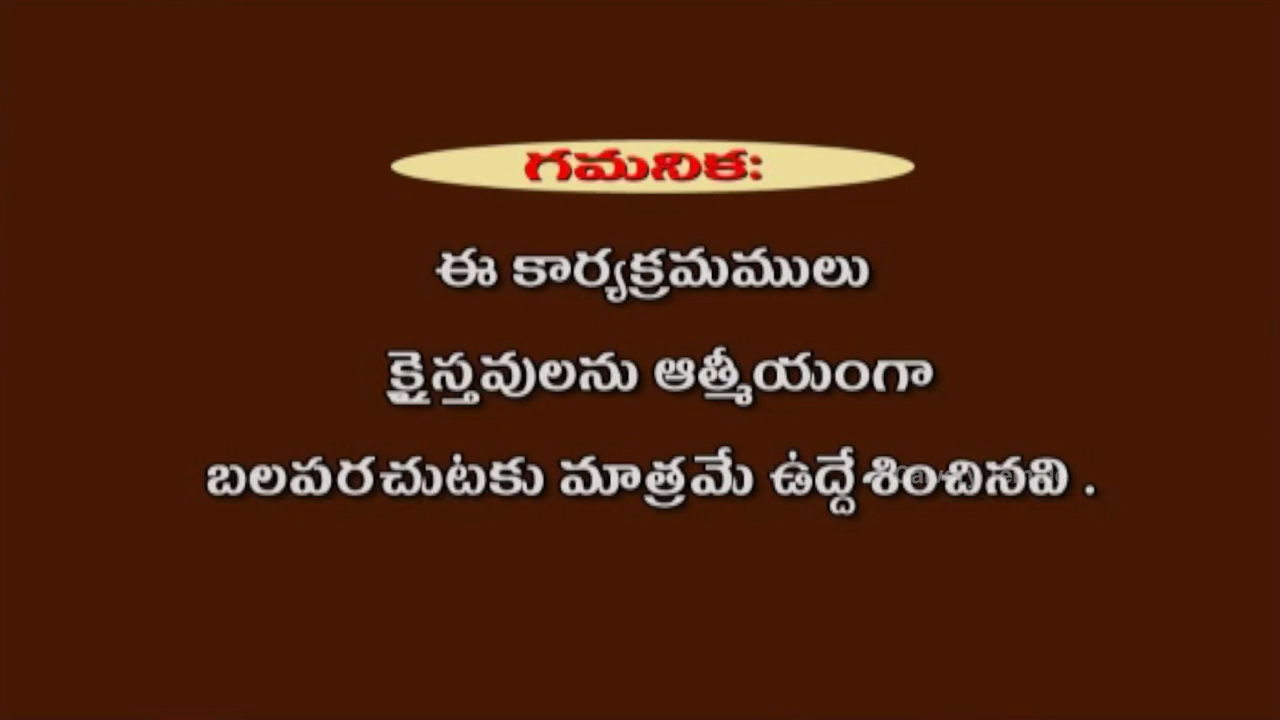 గమనిక:
ఈ కార్యక్రమములు
క్రైస్తవులను ఆత్మీయంగా
బలపరచుటకు మాత్రమే ఉద్దేశించినవి .